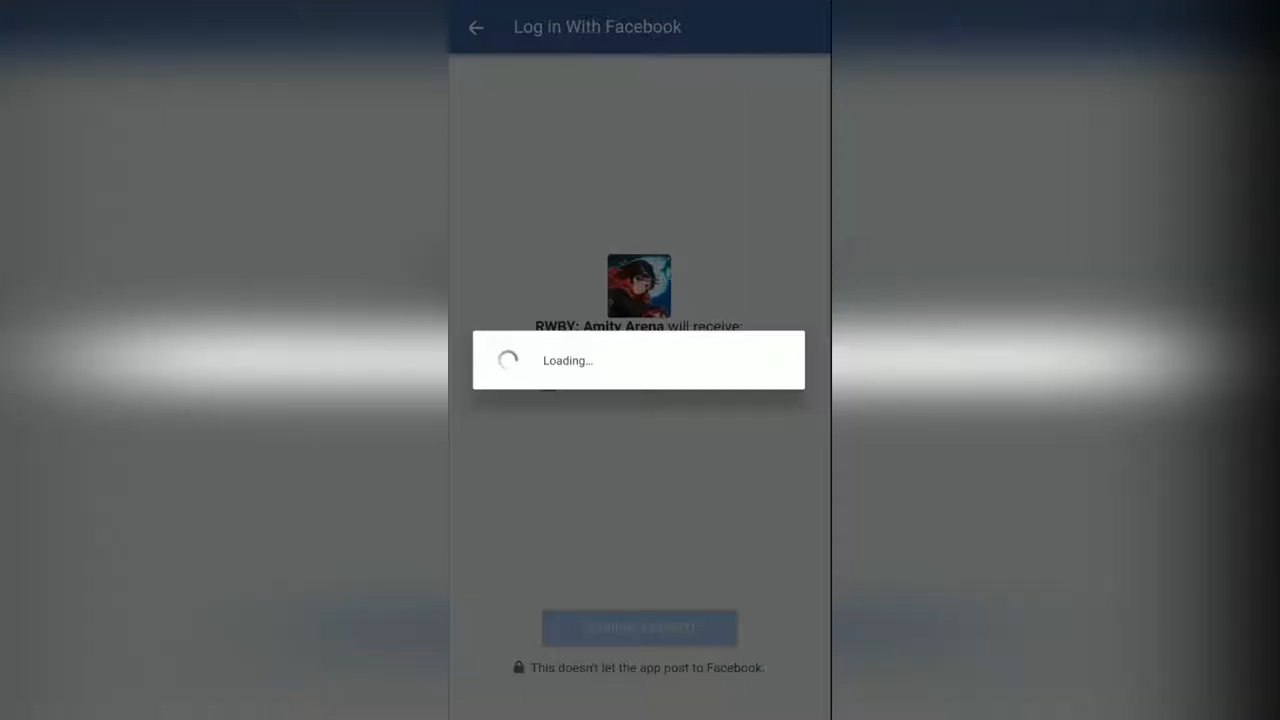 Log in With Facebook
RWBY: Amity Arena will receive:
Loading...
This doesn't let the app post to Facebook.